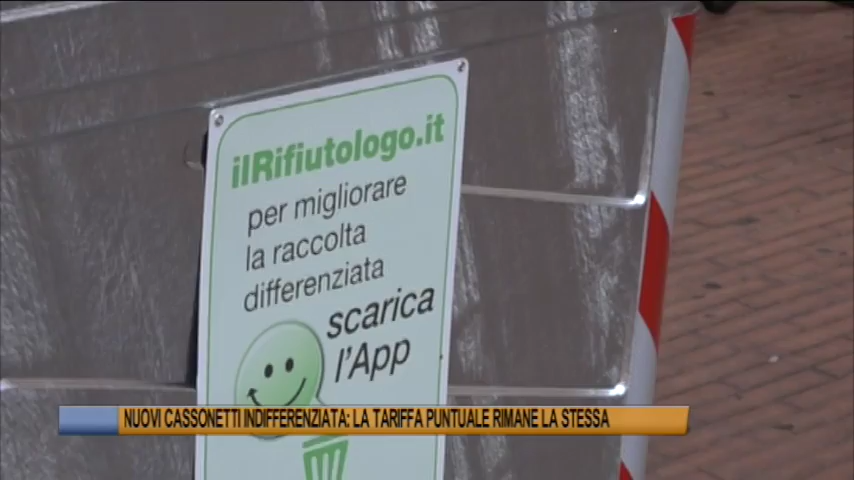 ilRifiutologo.it
per migliorare
la raccolta
differenziata
scarica
l'App
NUOVI CASSONETTI INDIFFERENZIATA: LA TARIFFA PUNTUALE RIMANE LA STESSA